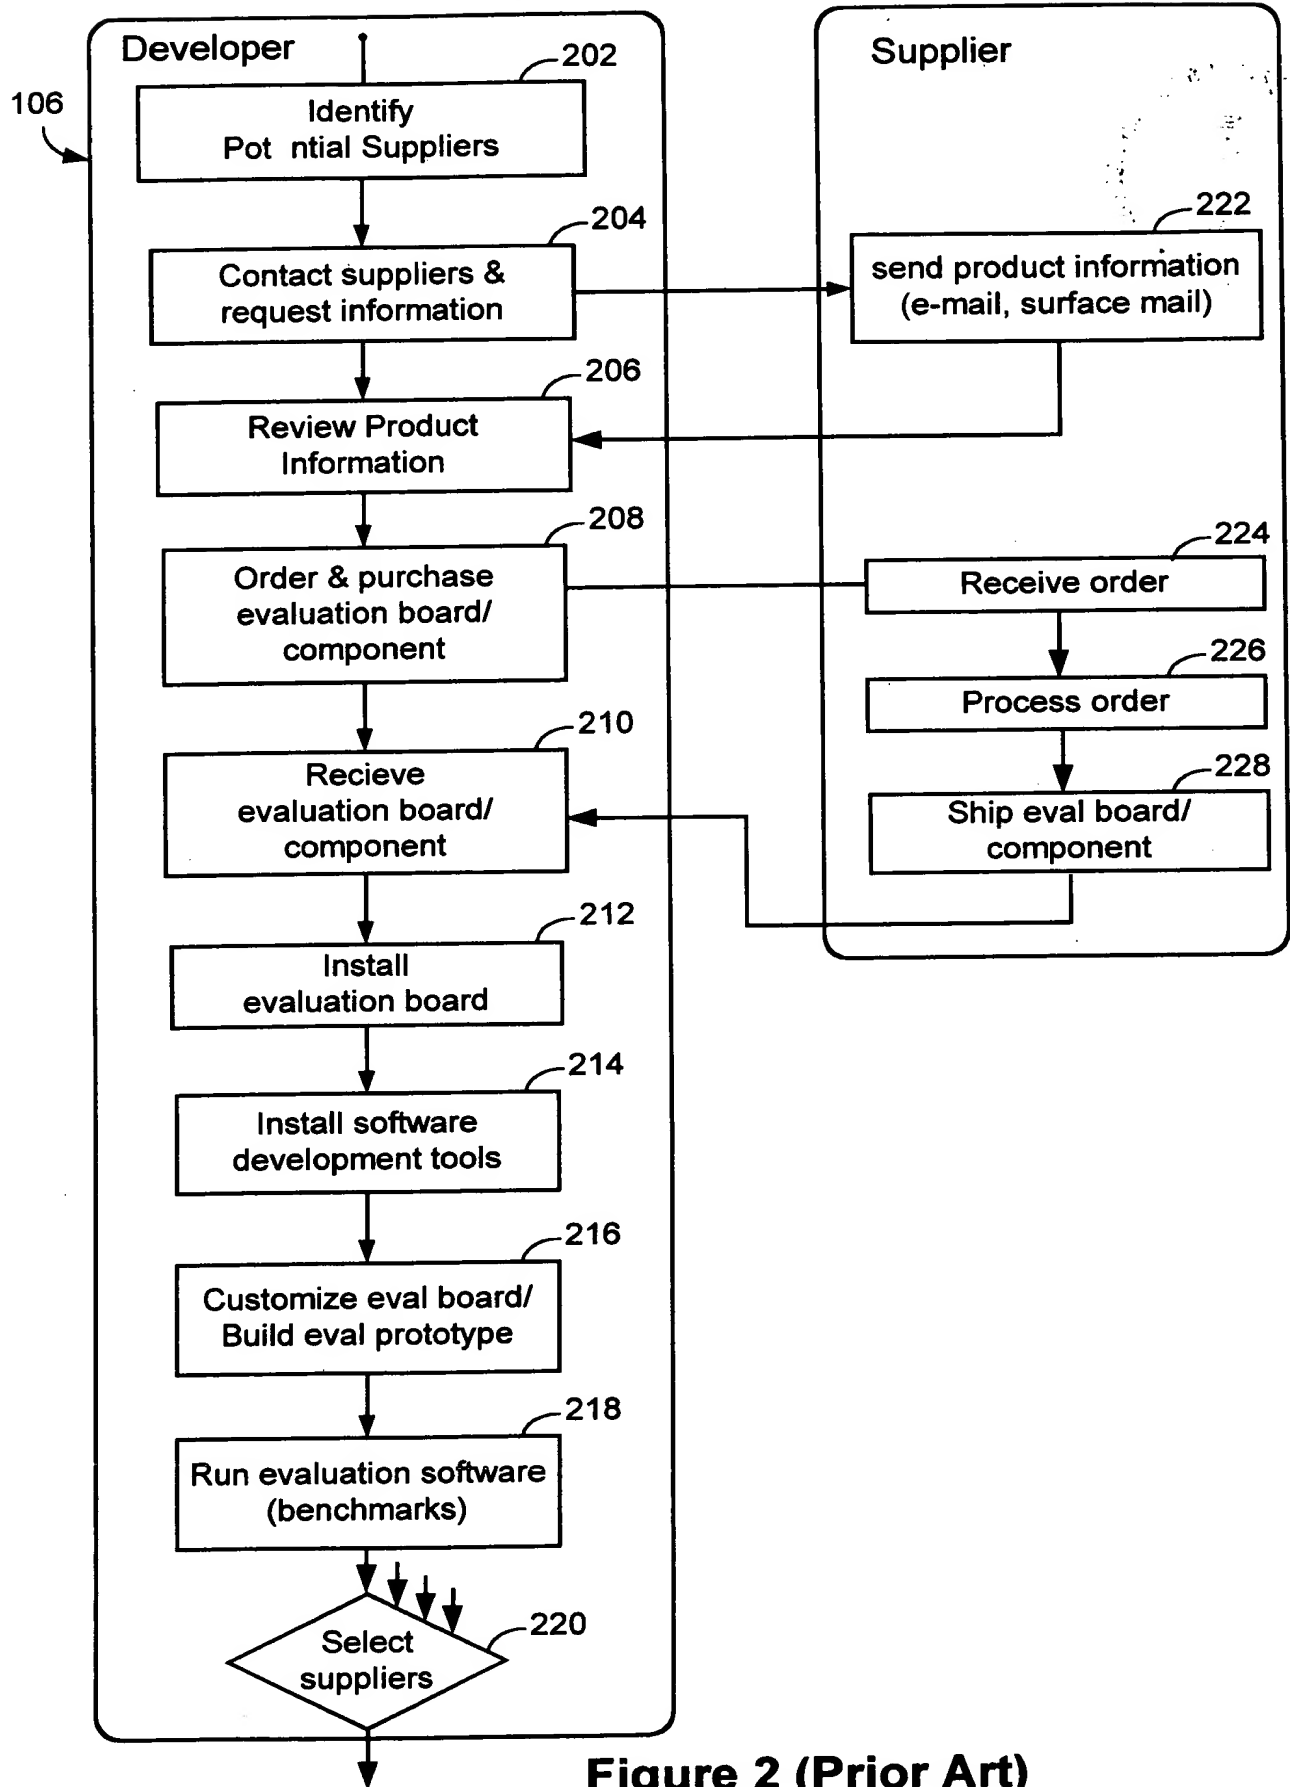 Developer
202
Identify
Pot ntial Suppliers
106
204
Contact suppliers &
request information
206
Review Product
Information
208
Order & purchase
evaluation board/
component
210
Recieve
evaluation board/
component
212
Install
evaluation board
214
Install software
development tools
216
Customize eval board/
Build eval prototype
218
Run evaluation software
(benchmarks)
220
Select
suppliers
Supplier
222
send product information
(e-mail, surface mail)
224
Receive order
226
Process order
228
Ship eval board/
component
Figure 2 (Prior Art)